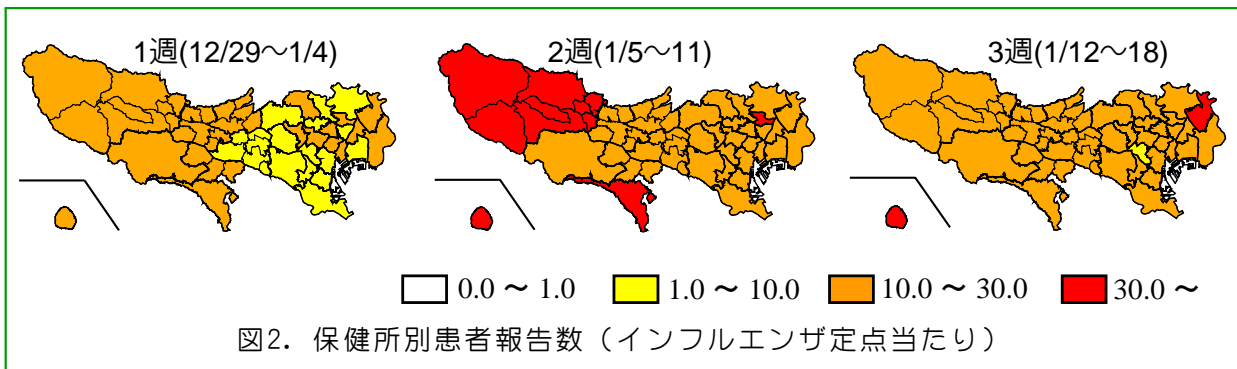 1週(12/29～1/4)
2週(1/5～11)
3週(1/12～18)
0.0 ～ 1.0
1.0 ～ 10.0
10.0 ～ 30.0
30.0 ～
図2. 保健所別患者報告数（インフルエンザ定点当たり）